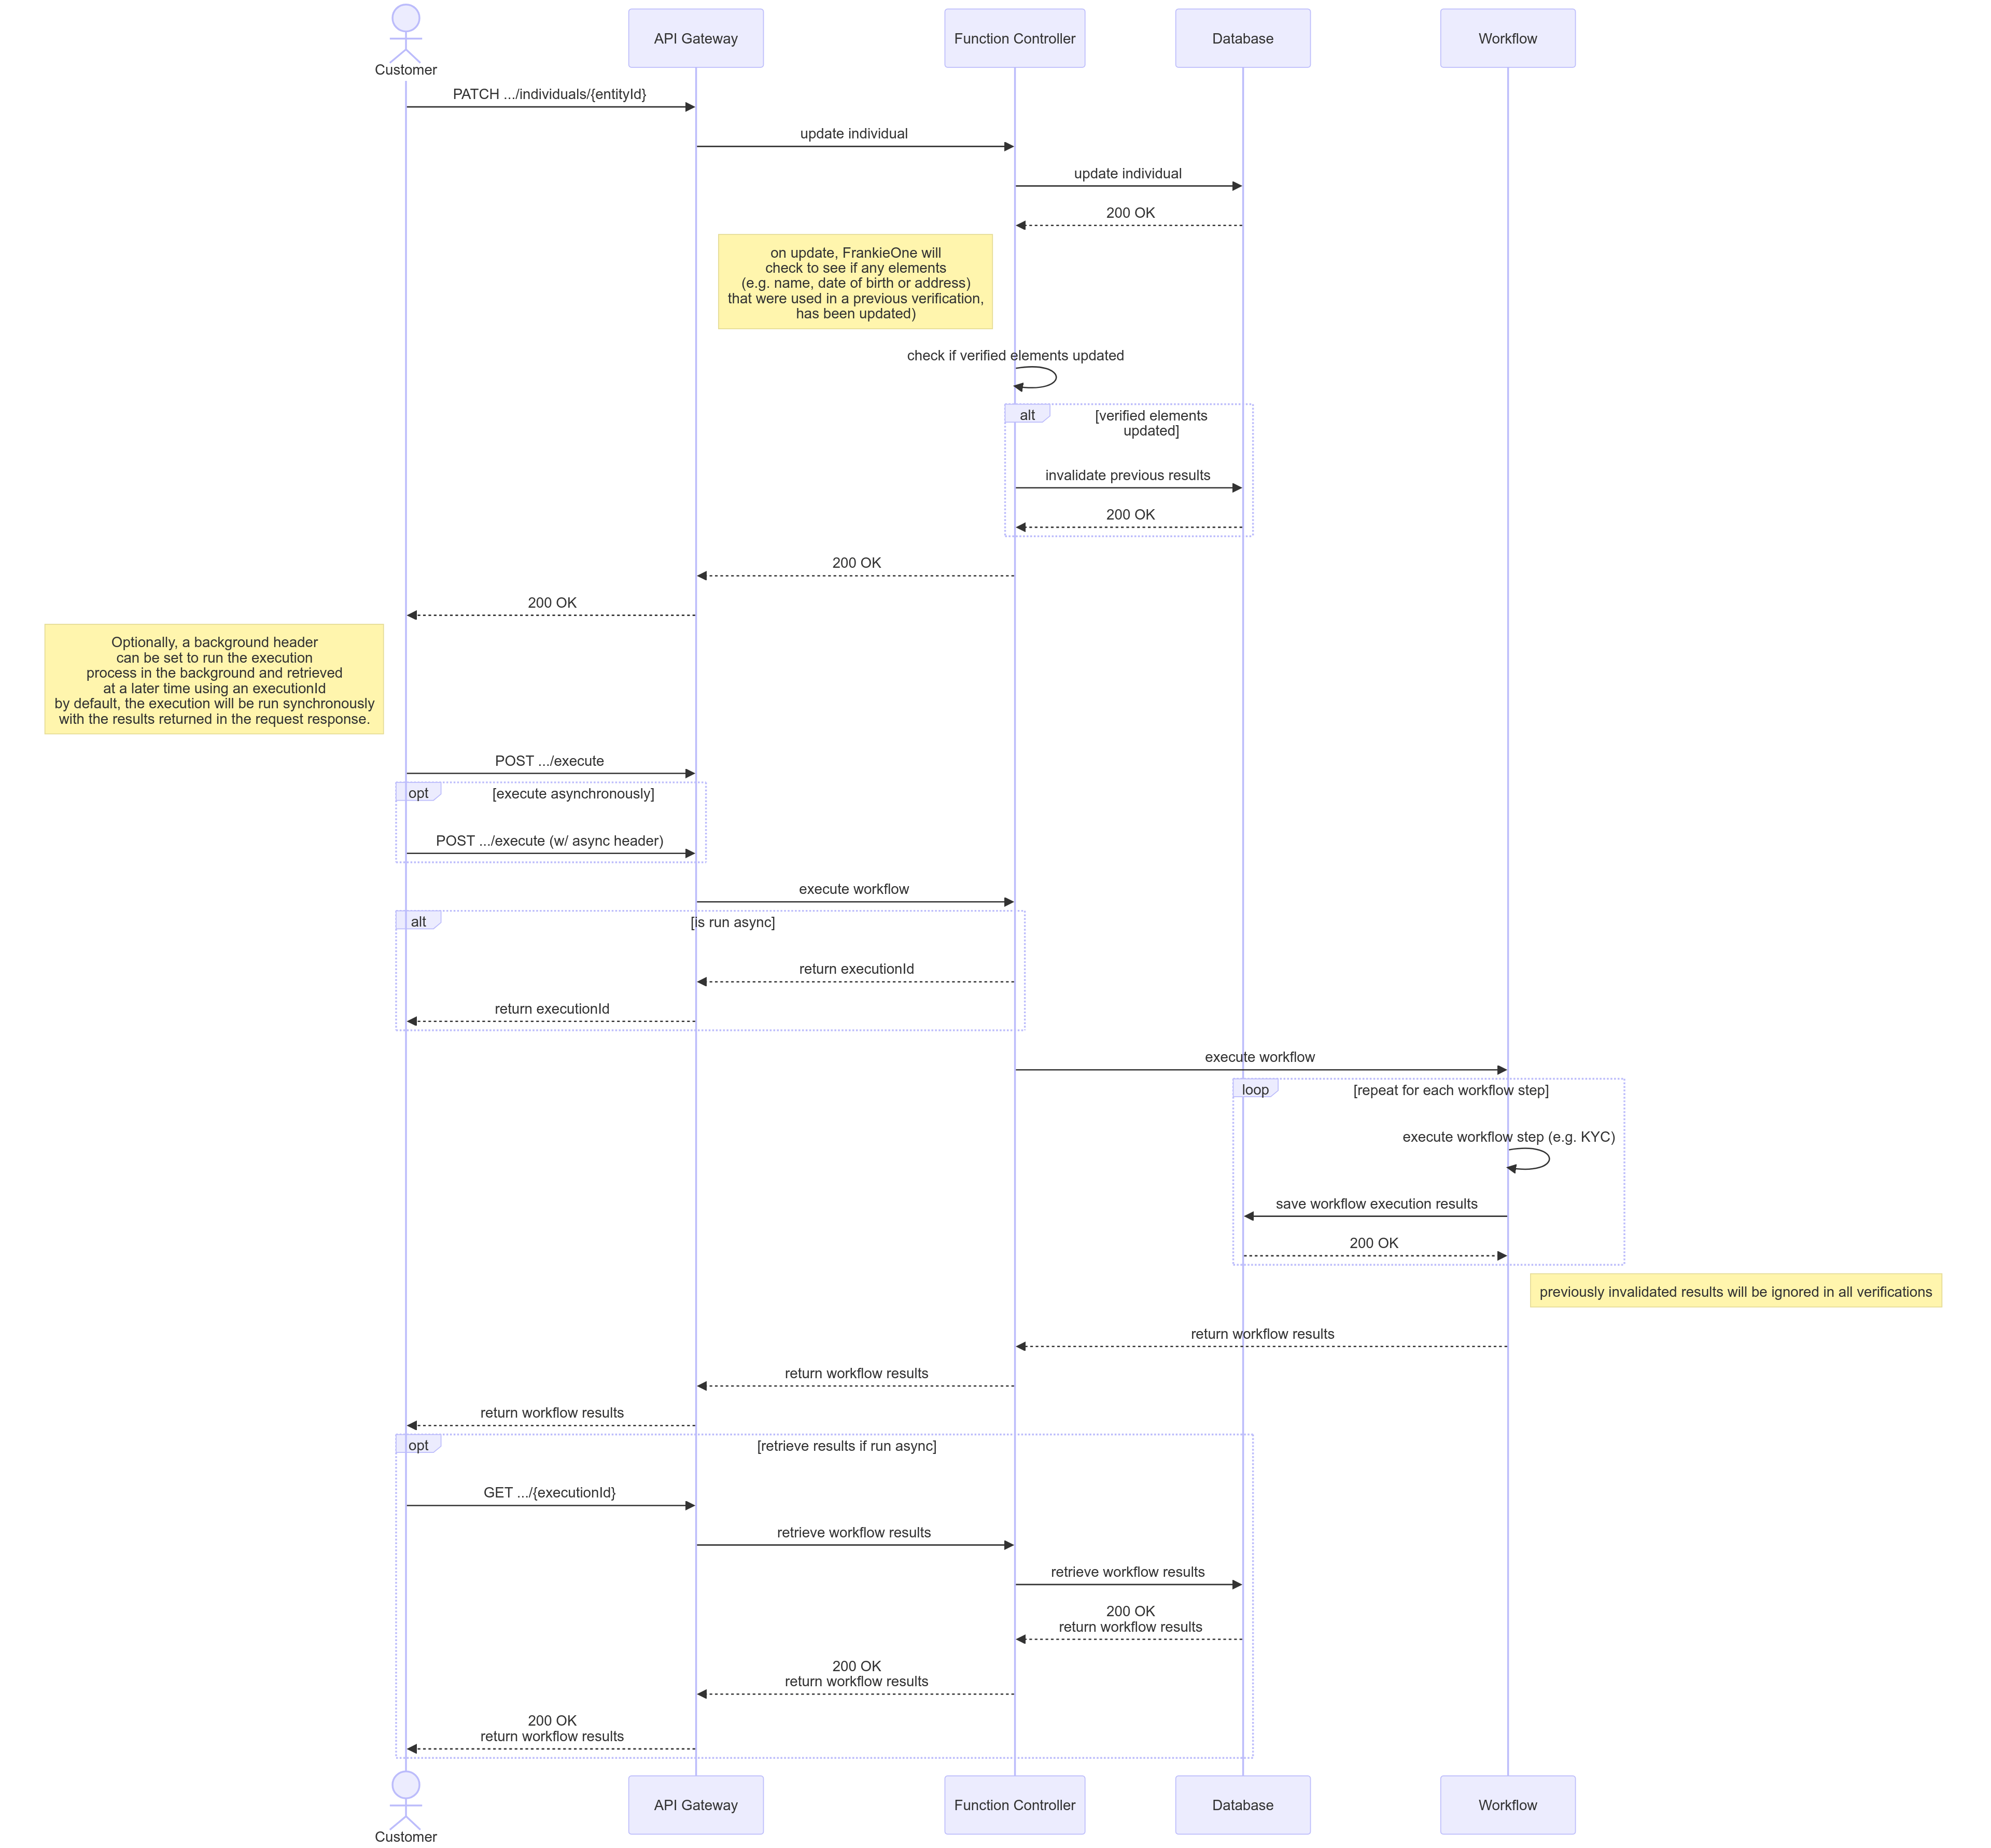 Customer
API Gateway
Function Controller
Database
Workflow
PATCH .../individuals/{entityId}
update individual
update individual
200 OK
on update, FrankieOne will
check to see if any elements
(e.g. name, date of birth or address)
that were used in a previous verification,
has been updated)
check if verified elements updated
alt
[verified elements
updated]
invalidate previous results
200 OK
200 OK
200 OK
Optionally, a background header
can be set to run the execution
process in the background and retrieved
at a later time using an executionId
by default, the execution will be run synchronously
with the results returned in the request response.
POST .../execute
opt
[execute asynchronously]
POST .../execute (w/ async header)
execute workflow
alt
[is run async]
return executionId
return executionId
execute workflow
loop
[repeat for each workflow step]
execute workflow step (e.g. KYC)
save workflow execution results
200 OK
previously invalidated results will be ignored in all verifications
return workflow results
return workflow results
return workflow results
opt
[retrieve results if run async]
GET .../{executionId}
retrieve workflow results
retrieve workflow results
200 OK
return workflow results
200 OK
return workflow results
200 OK
return workflow results
Customer
API Gateway
Function Controller
Database
Workflow